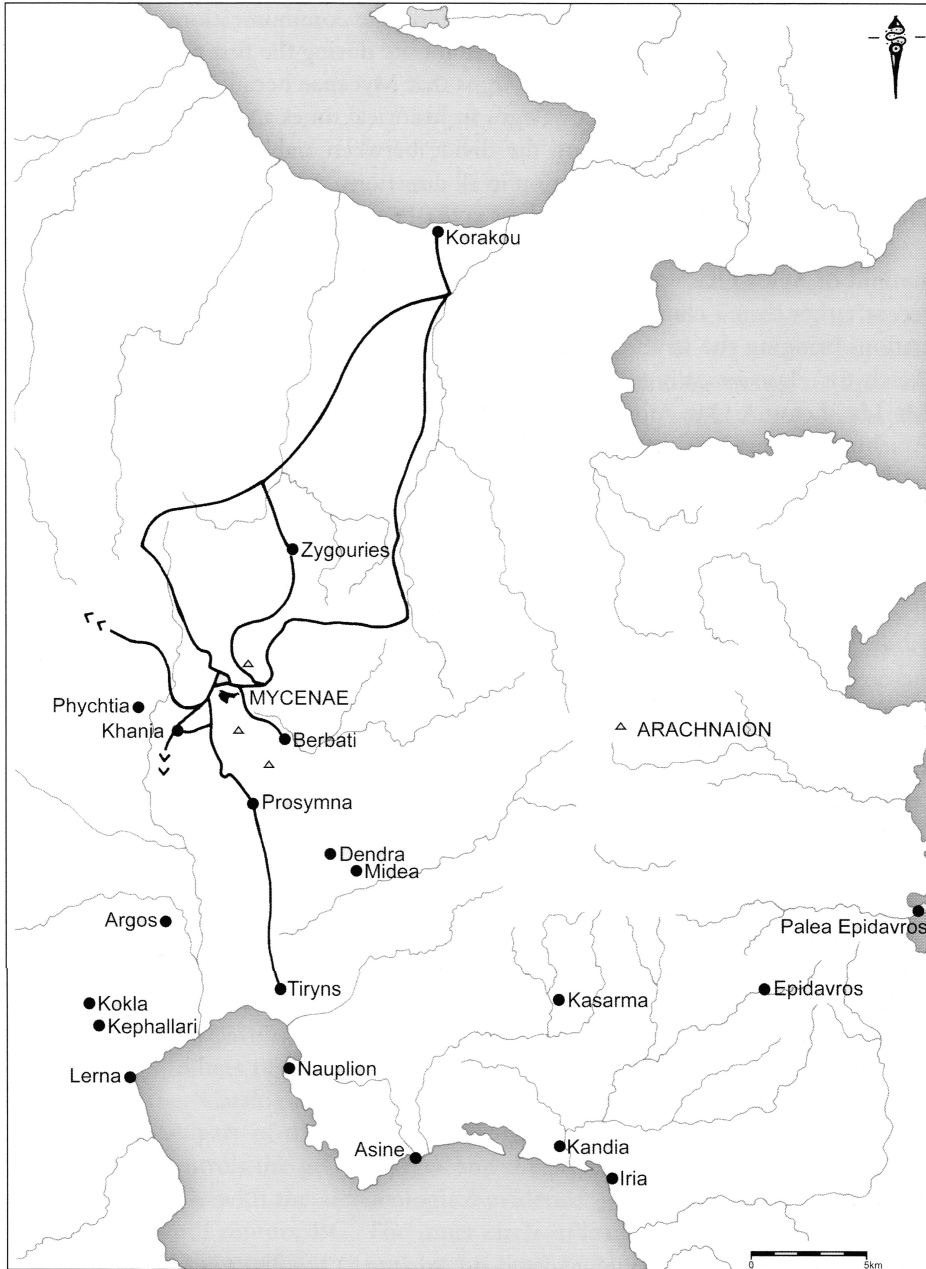 Korakou
Zygouries
MYCENAE
Phychtia
Khania
Berbati
ARACHNAION
Prosymna
Dendra
Midea
Argos
Palea Epidavros
Tiryns
Epidavros
Kokla
Kasarma
Kephallari
Nauplion
Lerna
Asine
Kandia
Iria
0 5km